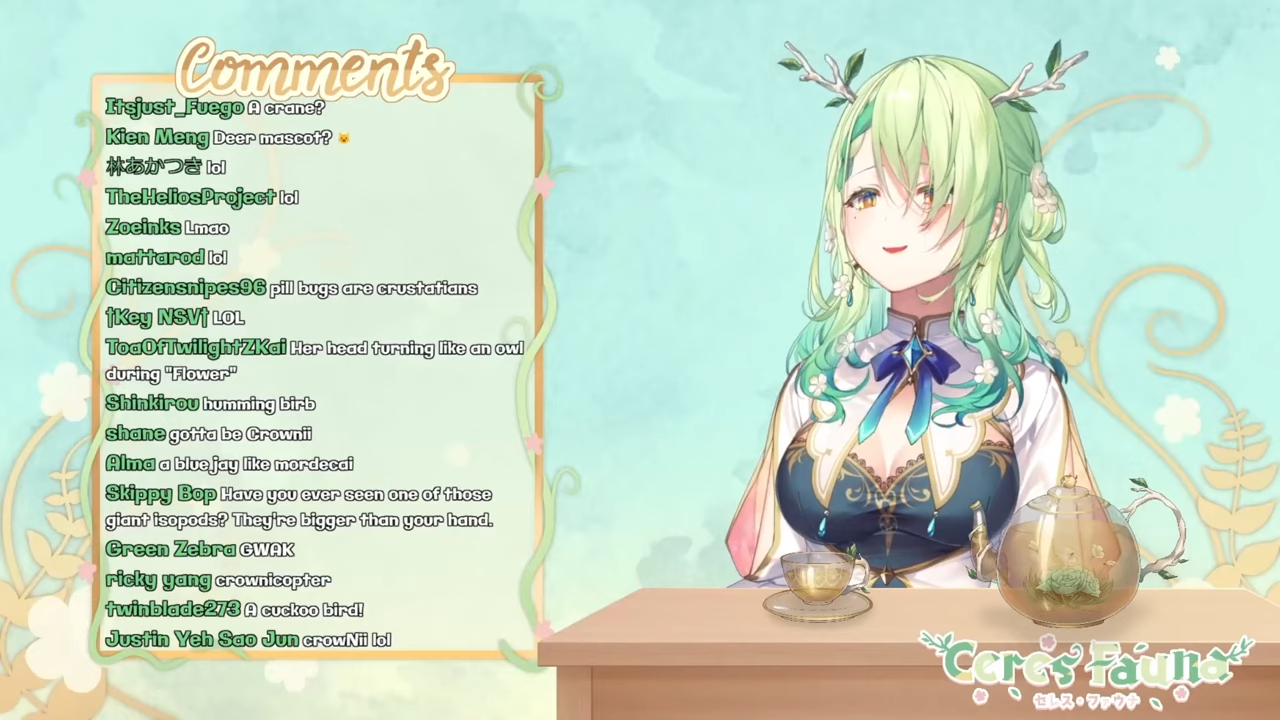 Comments
Itsjust_Fuego A crane?
Kien Meng Deer mascot?
林あかつき lol
TheHeliosProject lol
Zoeinks Lmao
mattarod lol
Citizensnipes96 pill bugs are crustatians
†Key NSV† LOL
ToaOfTwilightZKai Her head turning like an owl
during "Flower"
Shinkirou humming birb
shane gotta be Crownii
Alma a blue jay like mordecai
Skippy Bop Have you ever seen one of those
giant isopods? They're bigger than your hand.
Green Zebra GWAK
ricky yang crownicopter
twinblade273 A cuckoo bird!
Justin Yeh Sao Jun crowNii lol
Ceres Fauna
セレス・ファウナ